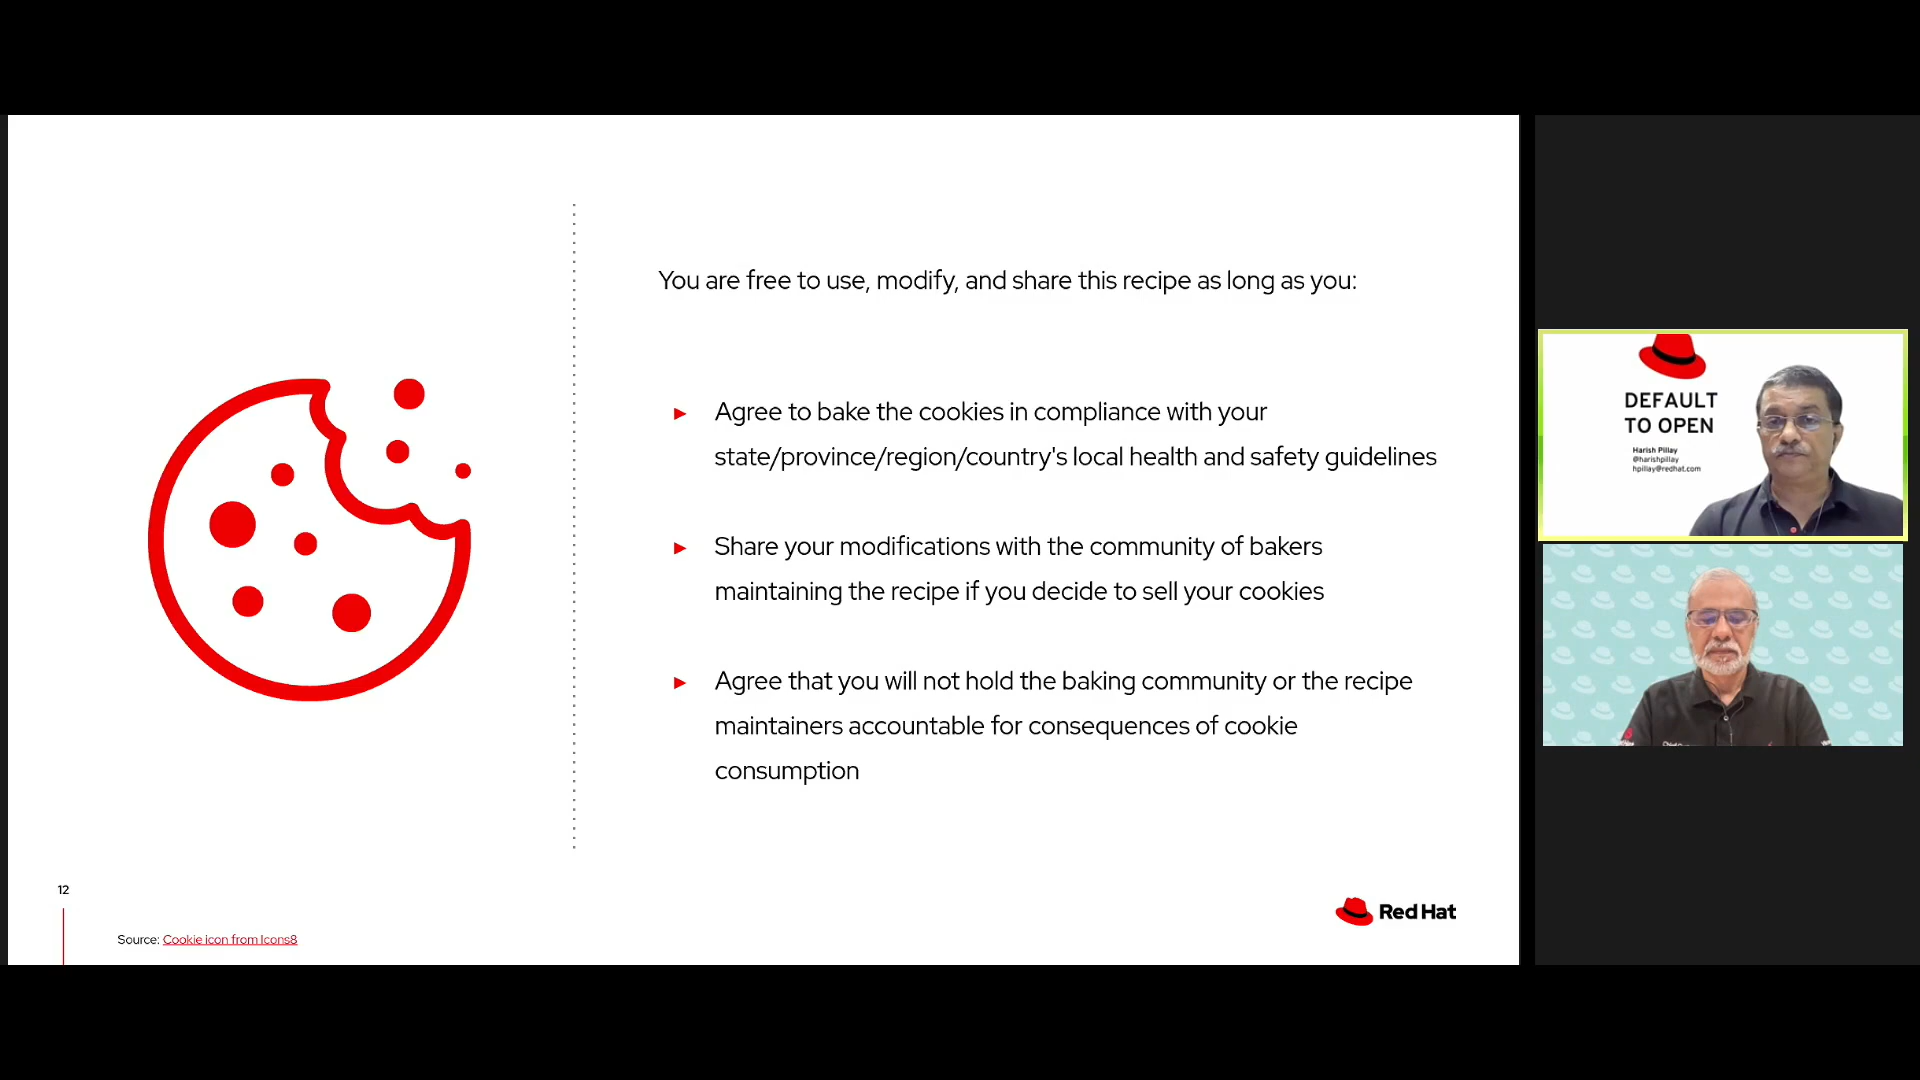 You are free to use, modify, and share this recipe as long as you:
► Agree to bake the cookies in compliance with your
state/province/region/country's local health and safety guidelines
► Share your modifications with the community of bakers
maintaining the recipe if you decide to sell your cookies
► Agree that you will not hold the baking community or the recipe
maintainers accountable for consequences of cookie
consumption
12
Source: Cookie icon from Icons8
Red Hat
DEFAULT
TO OPEN
Harish Pillay
@harishpillay
hpillay@redhat.com